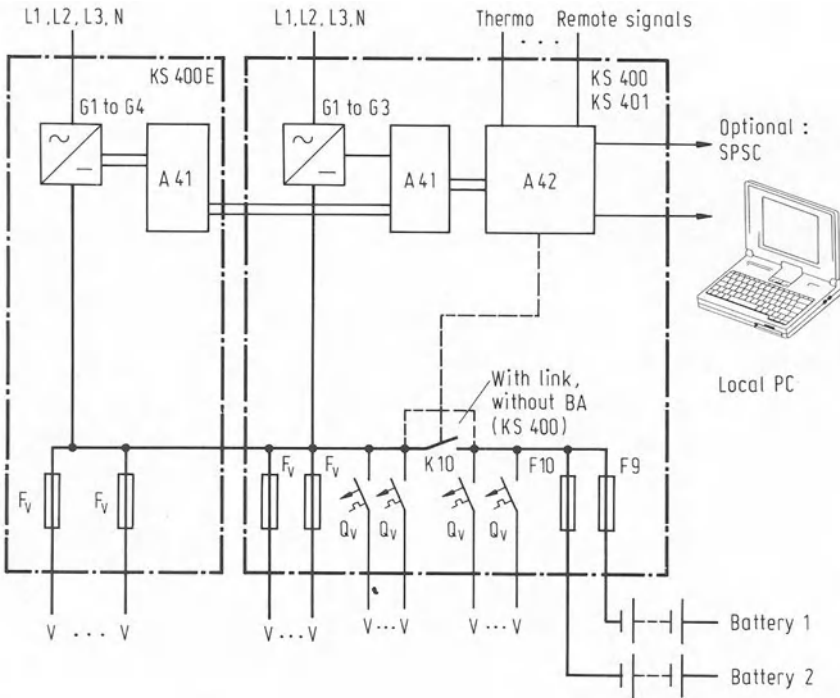 L1,L2, L3, N
L1,L2, L3,N
Thermo . . . Remote signals
KS 400E
KS 400
KS 401
G1 to G4
G1 to G3
A 41
A 41
A 42
Optional :
SPSC
Local PC
With link,
without BA
(KS 400)
K10
F10
F9
Fv
Fv
Fv
Fv
Qv
Qv
Qv
Qv
V . . . V
V...V
V...V
V...V
Battery 1
Battery 2